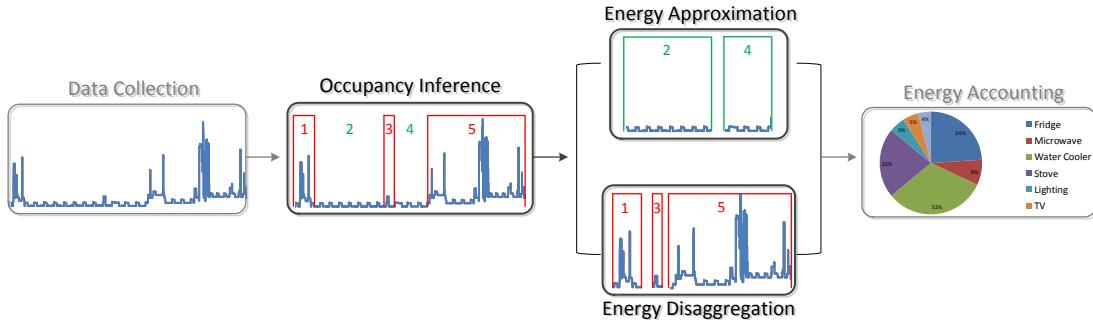 Data Collection
Occupancy Inference
1
2
3
4
5
Energy Approximation
2
4
1
3
5
Energy Disaggregation
Energy Accounting
4%
5%
5%
24%
8%
22%
32%
Fridge
Microwave
Water Cooler
Stove
Lighting
TV